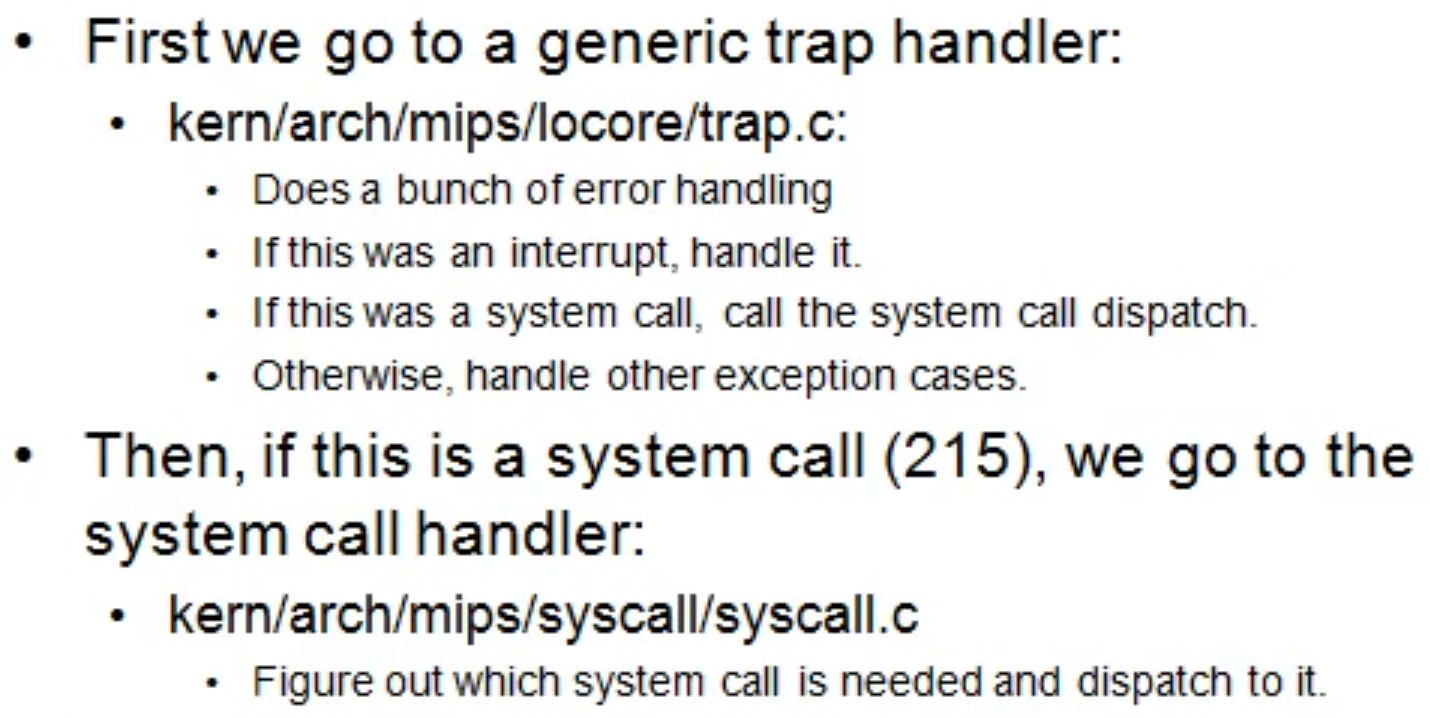 • First we go to a generic trap handler:
• kern/arch/mips/locore/trap.c:
• Does a bunch of error handling
• If this was an interrupt, handle it.
• If this was a system call, call the system call dispatch.
• Otherwise, handle other exception cases.
• Then, if this is a system call (215), we go to the
system call handler:
• kern/arch/mips/syscall/syscall.c
• Figure out which system call is needed and dispatch to it.